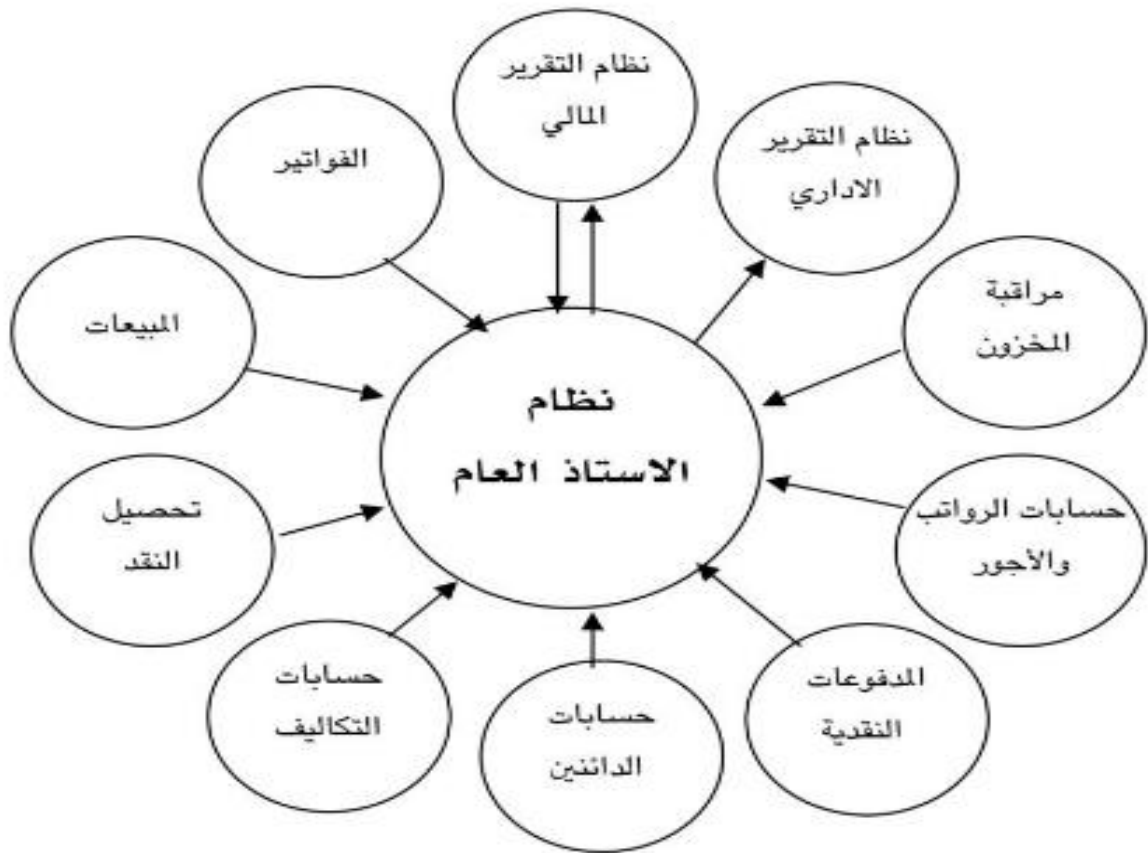 نظام التقرير
المالي
نظام التقرير
الاداري
الفواتير
مراقبة
المخزون
المبيعات
نظام
الاستاذ العام
حسابات الرواتب
والأجور
تحصيل
النقد
المدفوعات
النقدية
حسابات
الدائنين
حسابات
التكاليف